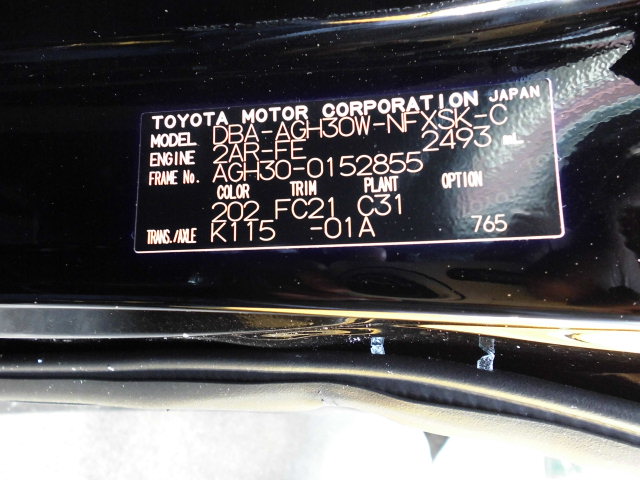 TOYOTA MOTOR CORPORATION JAPAN
MODEL DBA-AGH30W-NFXSK-C
ENGINE 2AR-FE 2493 mL
FRAME No. AGH30-0152855
COLOR TRIM PLANT OPTION
202 FC21 C31
TRANS./AXLE K115 -01A 765